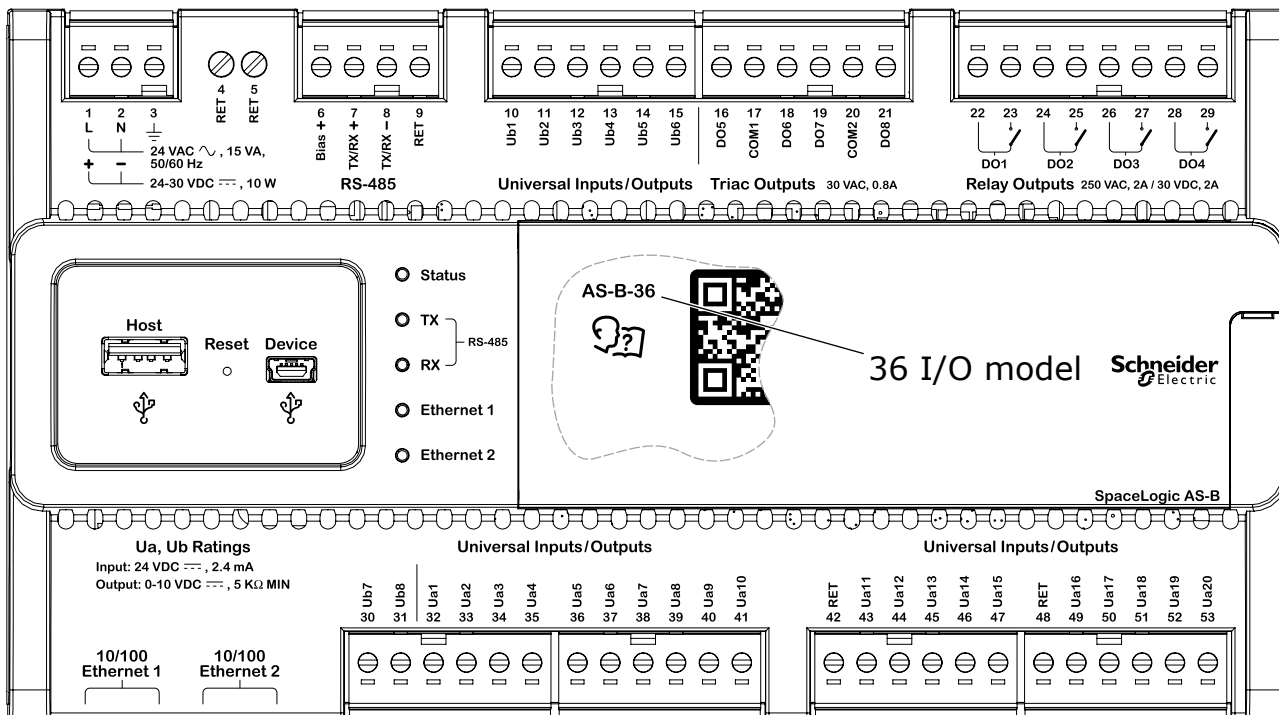 1 2 3 4 5 6 7 8 9 10 11 12 13 14 15 16 17 18 19 20 21 22 23 24 25 26 27 28 29
L N RET RET Bias + TX/RX + TX/RX − RET Ub1 Ub2 Ub3 Ub4 Ub5 Ub6 DO5 COM1 DO6 DO7 COM2 DO8
DO1 DO2 DO3 DO4
24 VAC ∿, 15 VA,
50/60 Hz
+ −
24-30 VDC ⎓, 10 W
RS-485
Universal Inputs/Outputs
Triac Outputs 30 VAC, 0.8A
Relay Outputs 250 VAC, 2A / 30 VDC, 2A
Host
Reset
Device
Status
TX
RX
RS-485
Ethernet 1
Ethernet 2
AS-B-36
?
36 I/O model
Schneider
Electric
SpaceLogic AS-B
Ua, Ub Ratings
Input: 24 VDC ⎓, 2.4 mA
Output: 0-10 VDC ⎓, 5 KΩ MIN
Universal Inputs/Outputs
Universal Inputs/Outputs
Ub7 Ub8 Ua1 Ua2 Ua3 Ua4 Ua5 Ua6 Ua7 Ua8 Ua9 Ua10 RET Ua11 Ua12 Ua13 Ua14 Ua15 RET Ua16 Ua17 Ua18 Ua19 Ua20
30 31 32 33 34 35 36 37 38 39 40 41 42 43 44 45 46 47 48 49 50 51 52 53
10/100
Ethernet 1
10/100
Ethernet 2